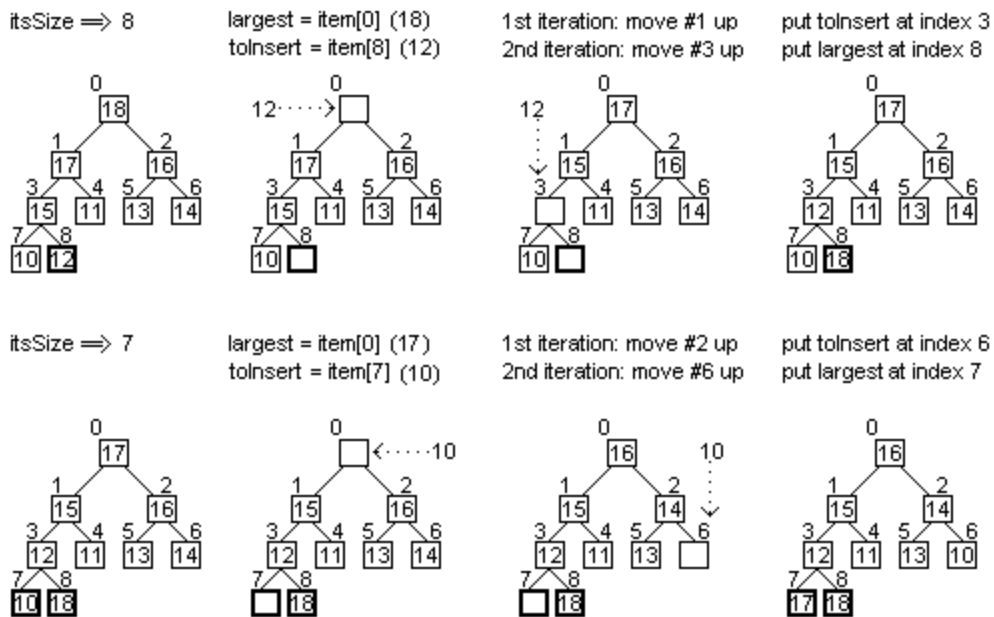 itsSize ⟹ 8
largest = item[0] (18)
toInsert = item[8] (12)
1st iteration: move #1 up
2nd iteration: move #3 up
put toInsert at index 3
put largest at index 8
0
18
1 2
17 16
3 4 5 6
15 11 13 14
7 8
10 12
0
12
1 2
17 16
3 4 5 6
15 11 13 14
7 8
10
0
12 17
1 2
15 16
3 4 5 6
11 13 14
7 8
10
0
17
1 2
15 16
3 4 5 6
12 11 13 14
7 8
10 18
itsSize ⟹ 7
largest = item[0] (17)
toInsert = item[7] (10)
1st iteration: move #2 up
2nd iteration: move #6 up
put toInsert at index 6
put largest at index 7
0
17
1 2
15 16
3 4 5 6
12 11 13 14
7 8
10 18
0
10
1 2
15 16
3 4 5 6
12 11 13 14
7 8
18
0
16 10
1 2
15 14
3 4 5 6
12 11 13
7 8
18
0
16
1 2
15 14
3 4 5 6
12 11 13 10
7 8
17 18